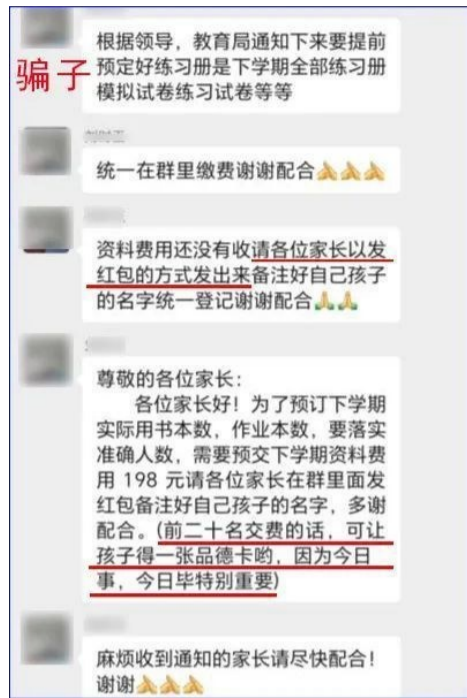 根据领导，教育局通知下来要提前
骗子
预定好练习册是下学期全部练习册
模拟试卷练习试卷等等
统一在群里缴费谢谢配合🙏🙏🙏
资料费用还没有收请各位家长以发
红包的方式发出来备注好自己孩子
的名字统一登记谢谢配合🙏🙏
尊敬的各位家长：
各位家长好！为了预订下学期
实际用书本数，作业本数，要落实
准确人数，需要预交下学期资料费
用 198 元请各位家长在群里面发
红包备注好自己孩子的名字，多谢
配合。(前二十名交费的话，可让
孩子得一张品德卡哟，因为今日
事，今日毕特别重要)
麻烦收到通知的家长请尽快配合！
谢谢🙏🙏🙏